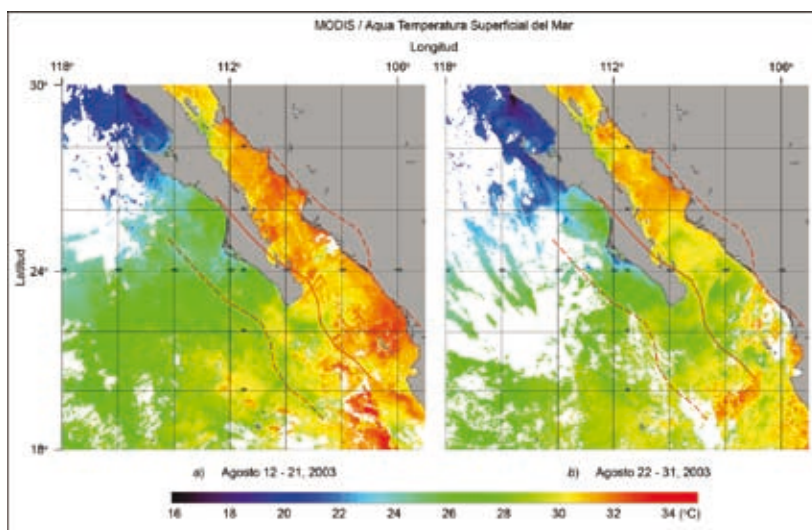 MODIS / Aqua Temperatura Superficial del Mar
Longitud
118° 112° 106° 118° 112° 106°
30°
Latitud
24°
18°
a) Agosto 12 - 21, 2003 b) Agosto 22 - 31, 2003
16 18 20 22 24 26 28 30 32 34 (°C)